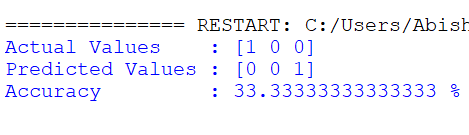 =============== RESTART: C:/Users/Abish
Actual Values    : [1 0 0]
Predicted Values : [0 0 1]
Accuracy         : 33.33333333333333 %